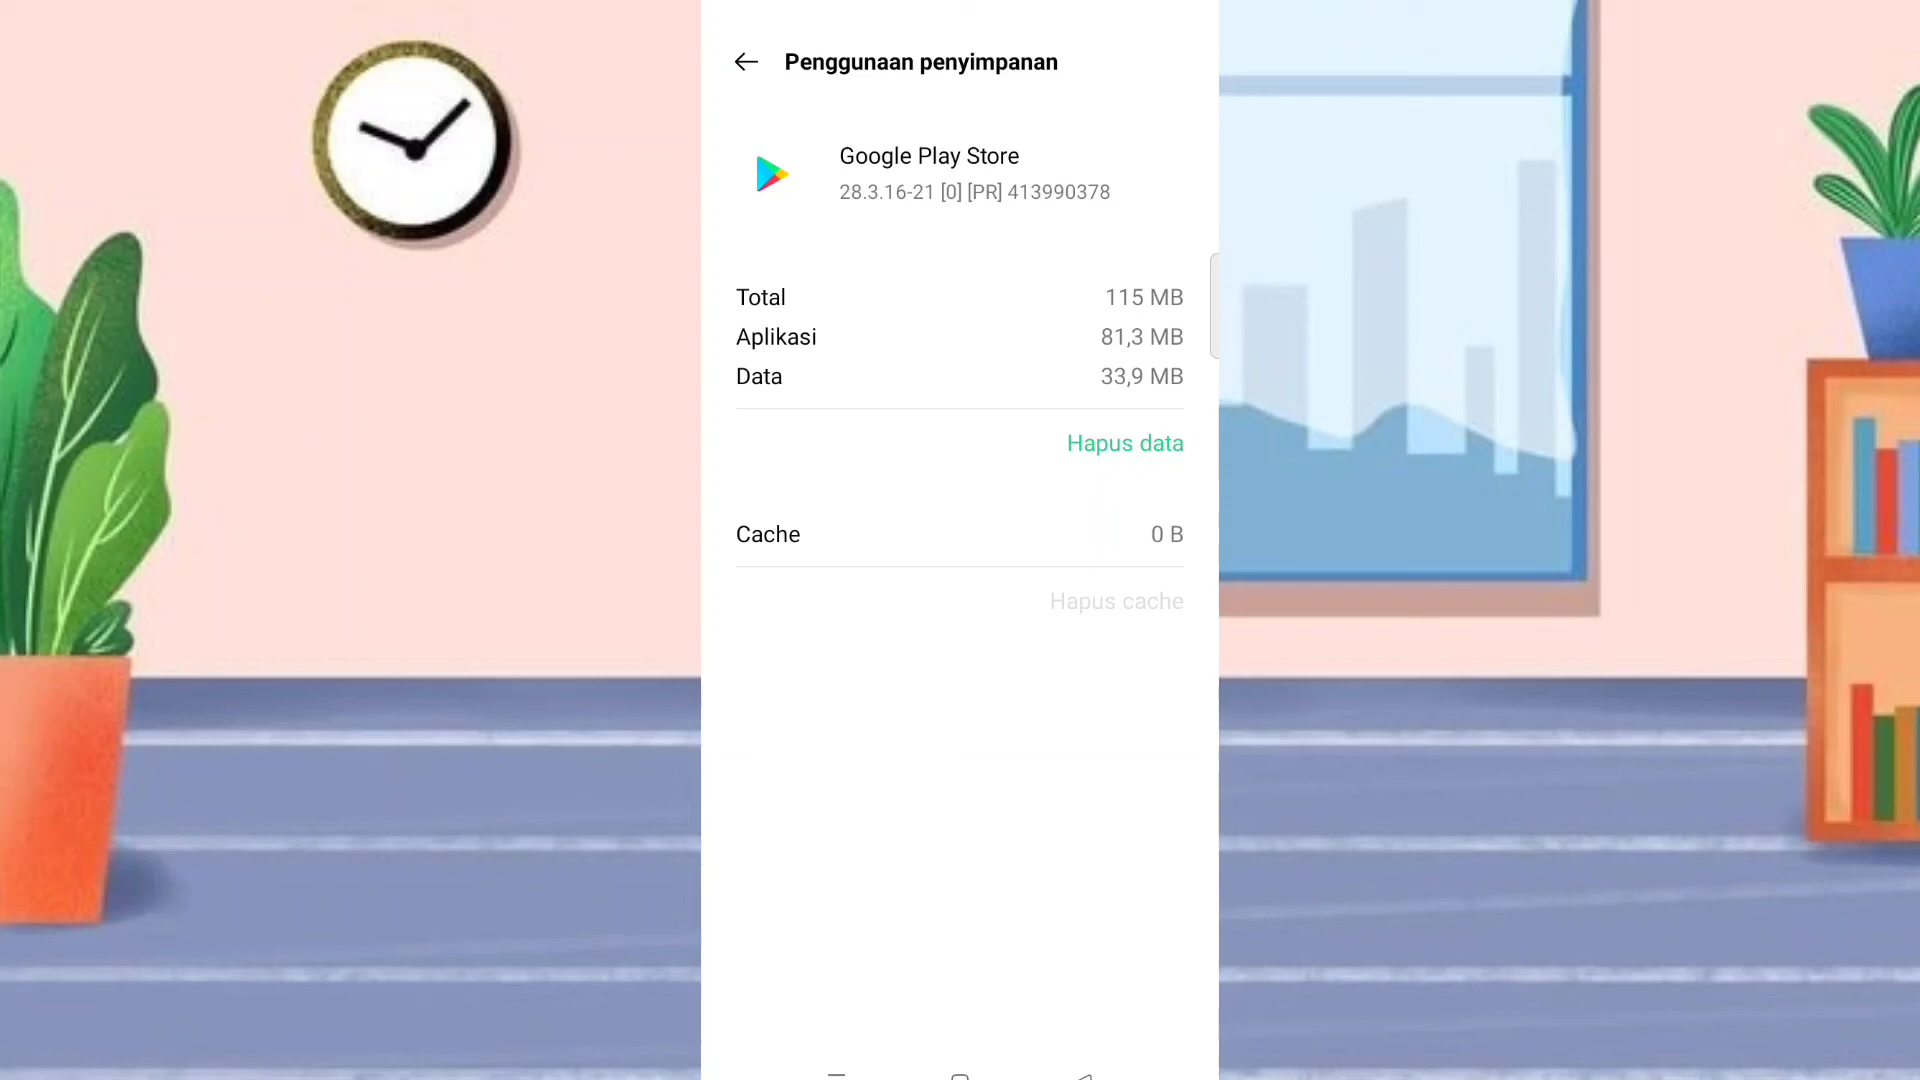 Penggunaan penyimpanan
Google Play Store
28.3.16-21 [0] [PR] 413990378
Total 115 MB
Aplikasi 81,3 MB
Data 33,9 MB
Hapus data
Cache 0 B
Hapus cache